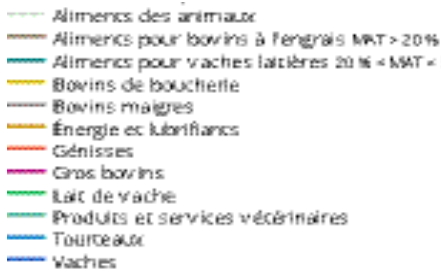 Aliments des animaux
Aliments pour bovins à l'engrais MAT > 20 %
Aliments pour vaches laitières 20 % < MAT <
Bovins de boucherie
Bovins maigres
Énergie et lubrifiants
Génisses
Gros bovins
Lait de vache
Produits et services vétérinaires
Tourteaux
Vaches